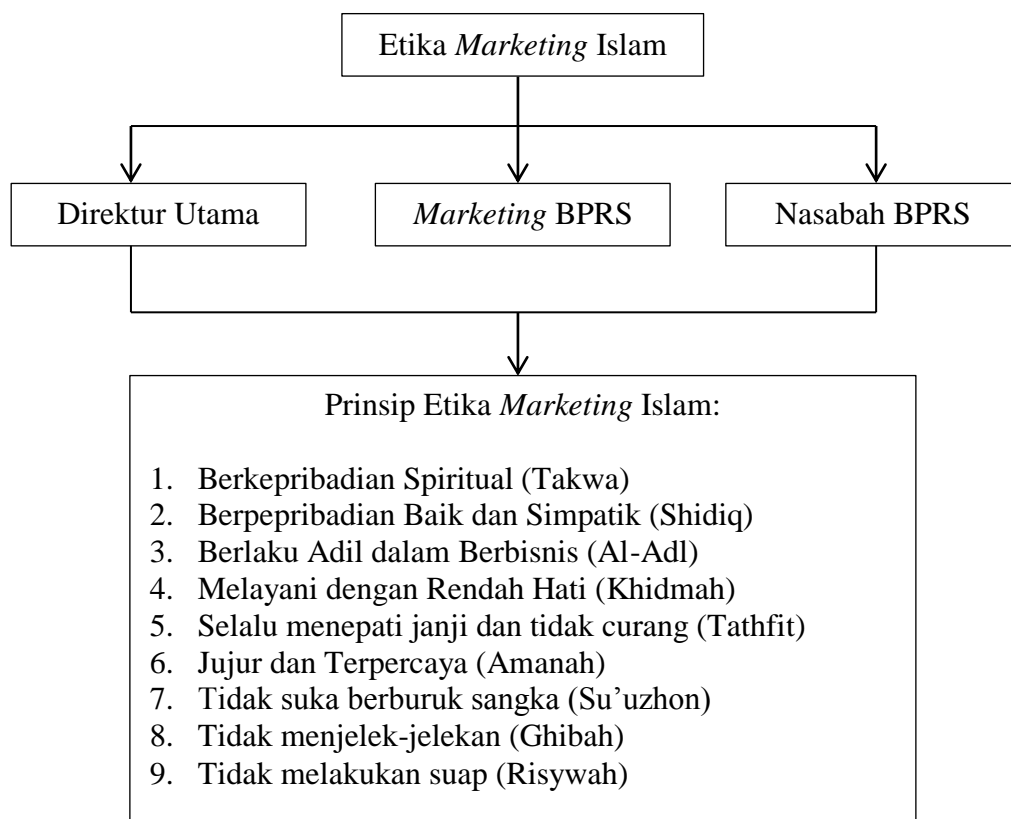 Etika Marketing Islam
Direktur Utama
Marketing BPRS
Nasabah BPRS
Prinsip Etika Marketing Islam:
1. Berkepribadian Spiritual (Takwa)
2. Berpepribadian Baik dan Simpatik (Shidiq)
3. Berlaku Adil dalam Berbisnis (Al-Adl)
4. Melayani dengan Rendah Hati (Khidmah)
5. Selalu menepati janji dan tidak curang (Tathfit)
6. Jujur dan Terpercaya (Amanah)
7. Tidak suka berburuk sangka (Su’uzhon)
8. Tidak menjelek-jelekan (Ghibah)
9. Tidak melakukan suap (Risywah)